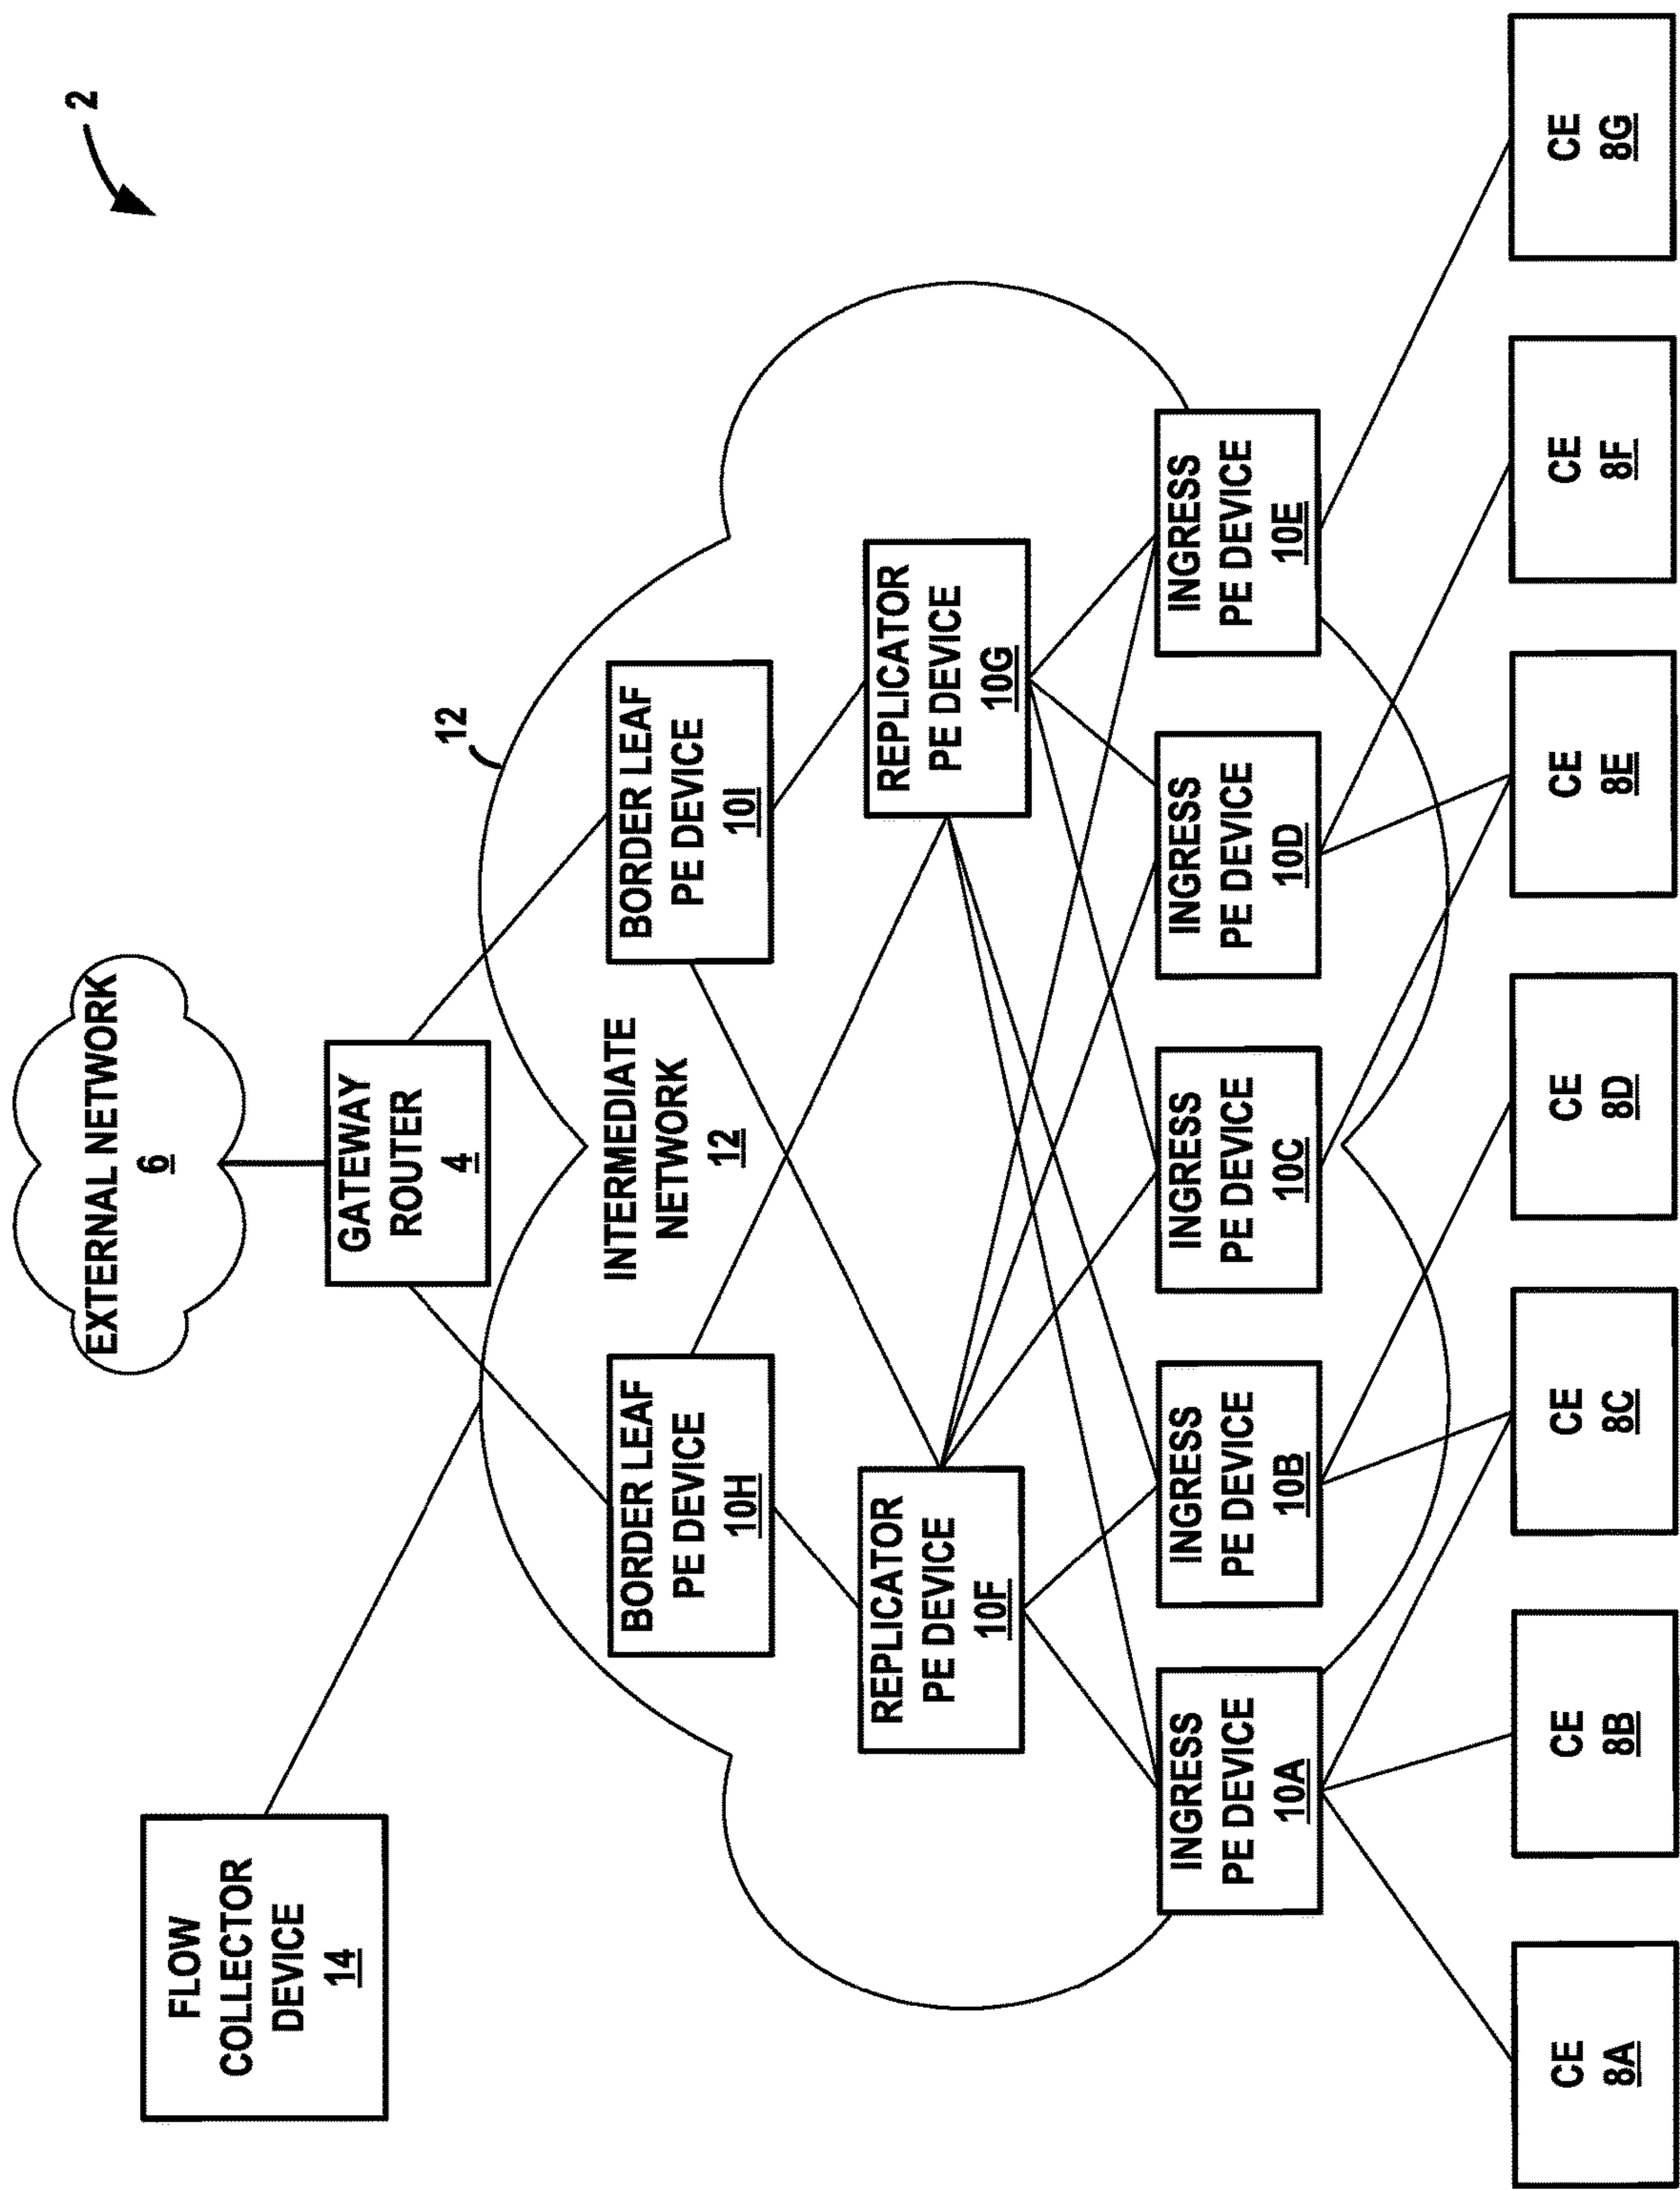 2
EXTERNAL NETWORK
6
FLOW
COLLECTOR
DEVICE
14
GATEWAY
ROUTER
4
12
INTERMEDIATE
NETWORK
12
BORDER LEAF
PE DEVICE
10H
BORDER LEAF
PE DEVICE
10I
REPLICATOR
PE DEVICE
10F
REPLICATOR
PE DEVICE
10G
INGRESS
PE DEVICE
10A
INGRESS
PE DEVICE
10B
INGRESS
PE DEVICE
10C
INGRESS
PE DEVICE
10D
INGRESS
PE DEVICE
10E
CE
8A
CE
8B
CE
8C
CE
8D
CE
8E
CE
8F
CE
8G